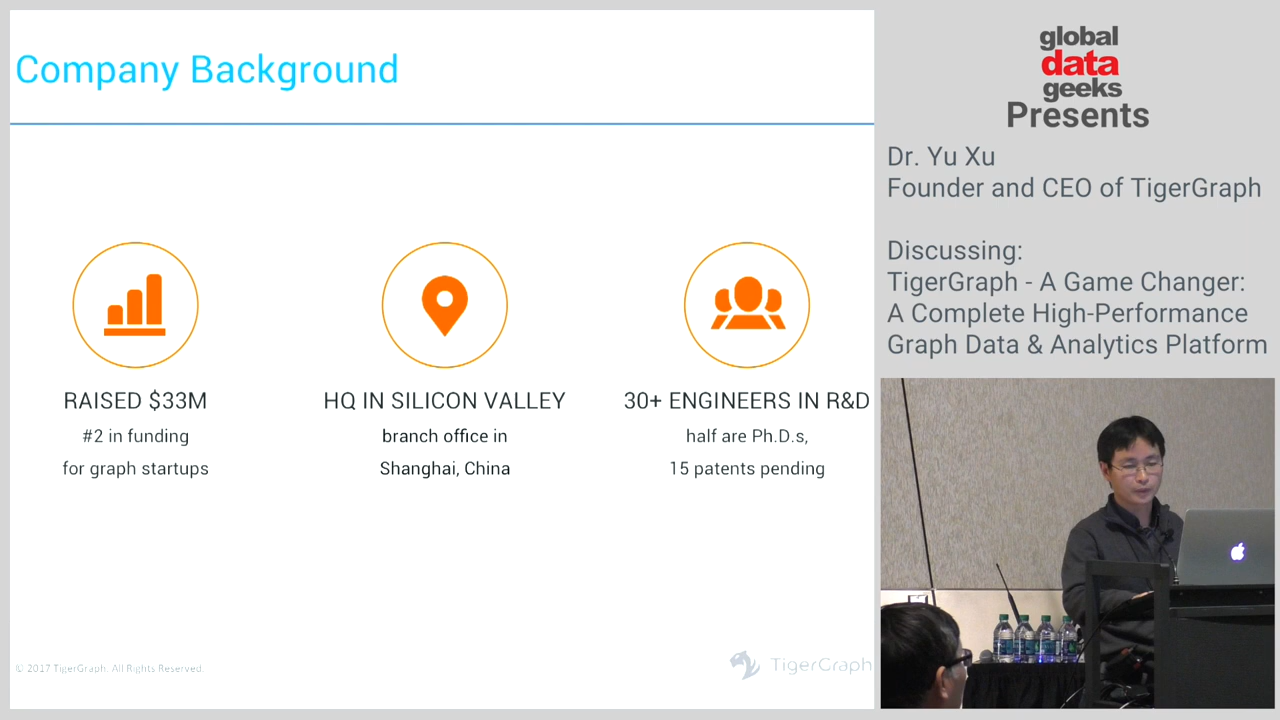 Company Background
RAISED $33M
#2 in funding
for graph startups
HQ IN SILICON VALLEY
branch office in
Shanghai, China
30+ ENGINEERS IN R&D
half are Ph.D.s,
15 patents pending
© 2017 TigerGraph. All Rights Reserved.
TigerGraph
global
data
geeks
Presents
Dr. Yu Xu
Founder and CEO of TigerGraph
Discussing:
TigerGraph - A Game Changer:
A Complete High-Performance
Graph Data & Analytics Platform